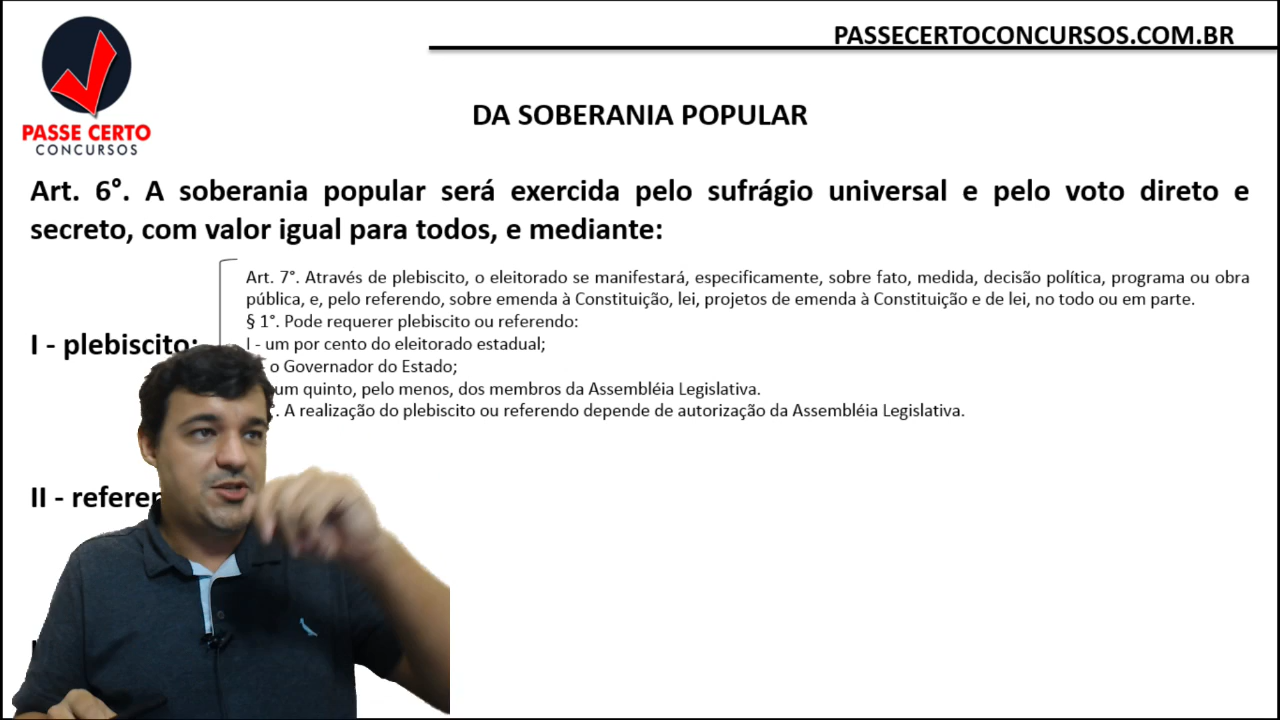 PASSECERTOCONCURSOS.COM.BR
PASSE CERTO
CONCURSOS
DA SOBERANIA POPULAR
Art. 6°. A soberania popular será exercida pelo sufrágio universal e pelo voto direto e
secreto, com valor igual para todos, e mediante:
Art. 7°. Através de plebiscito, o eleitorado se manifestará, especificamente, sobre fato, medida, decisão política, programa ou obra
pública, e, pelo referendo, sobre emenda à Constituição, lei, projetos de emenda à Constituição e de lei, no todo ou em parte.
§ 1°. Pode requerer plebiscito ou referendo:
I - plebiscito:
I - um por cento do eleitorado estadual;
o Governador do Estado;
um quinto, pelo menos, dos membros da Assembléia Legislativa.
A realização do plebiscito ou referendo depende de autorização da Assembléia Legislativa.
II -